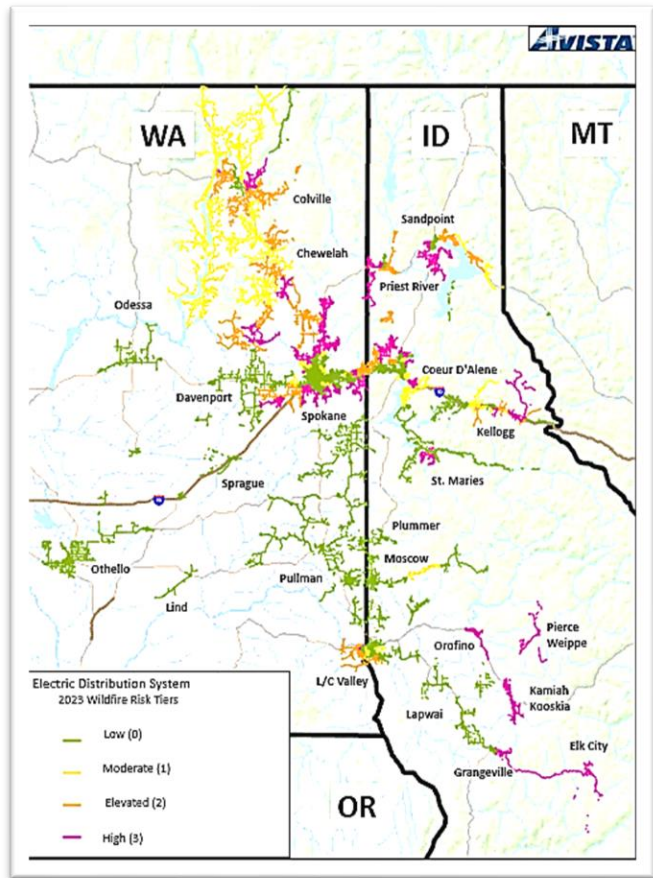 AVISTA
WA
ID
MT
Colville
Sandpoint
Chewelah
Priest River
Odessa
Coeur D'Alene
Davenport
Spokane
Kellogg
Sprague
St. Maries
Plummer
Moscow
Othello
Pullman
Lind
Pierce
Weippe
Orofino
L/C Valley
Kamiah
Kooskia
Lapwai
Elk City
Grangeville
OR
Electric Distribution System
2023 Wildfire Risk Tiers
Low (0)
Moderate (1)
Elevated (2)
High (3)